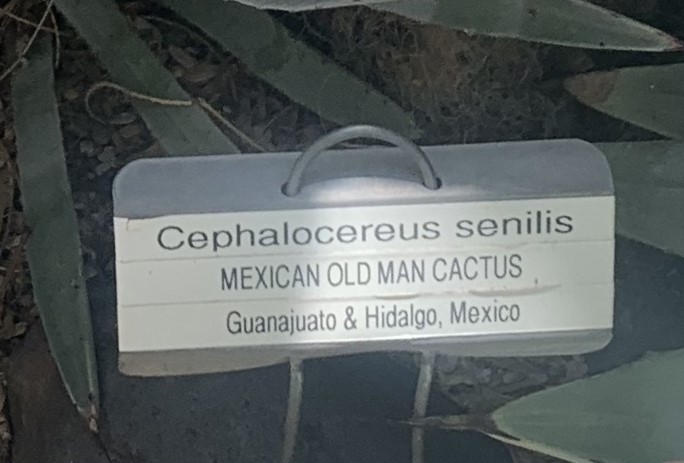 Cephalocereus senilis
MEXICAN OLD MAN CACTUS
Guanajuato & Hidalgo, Mexico